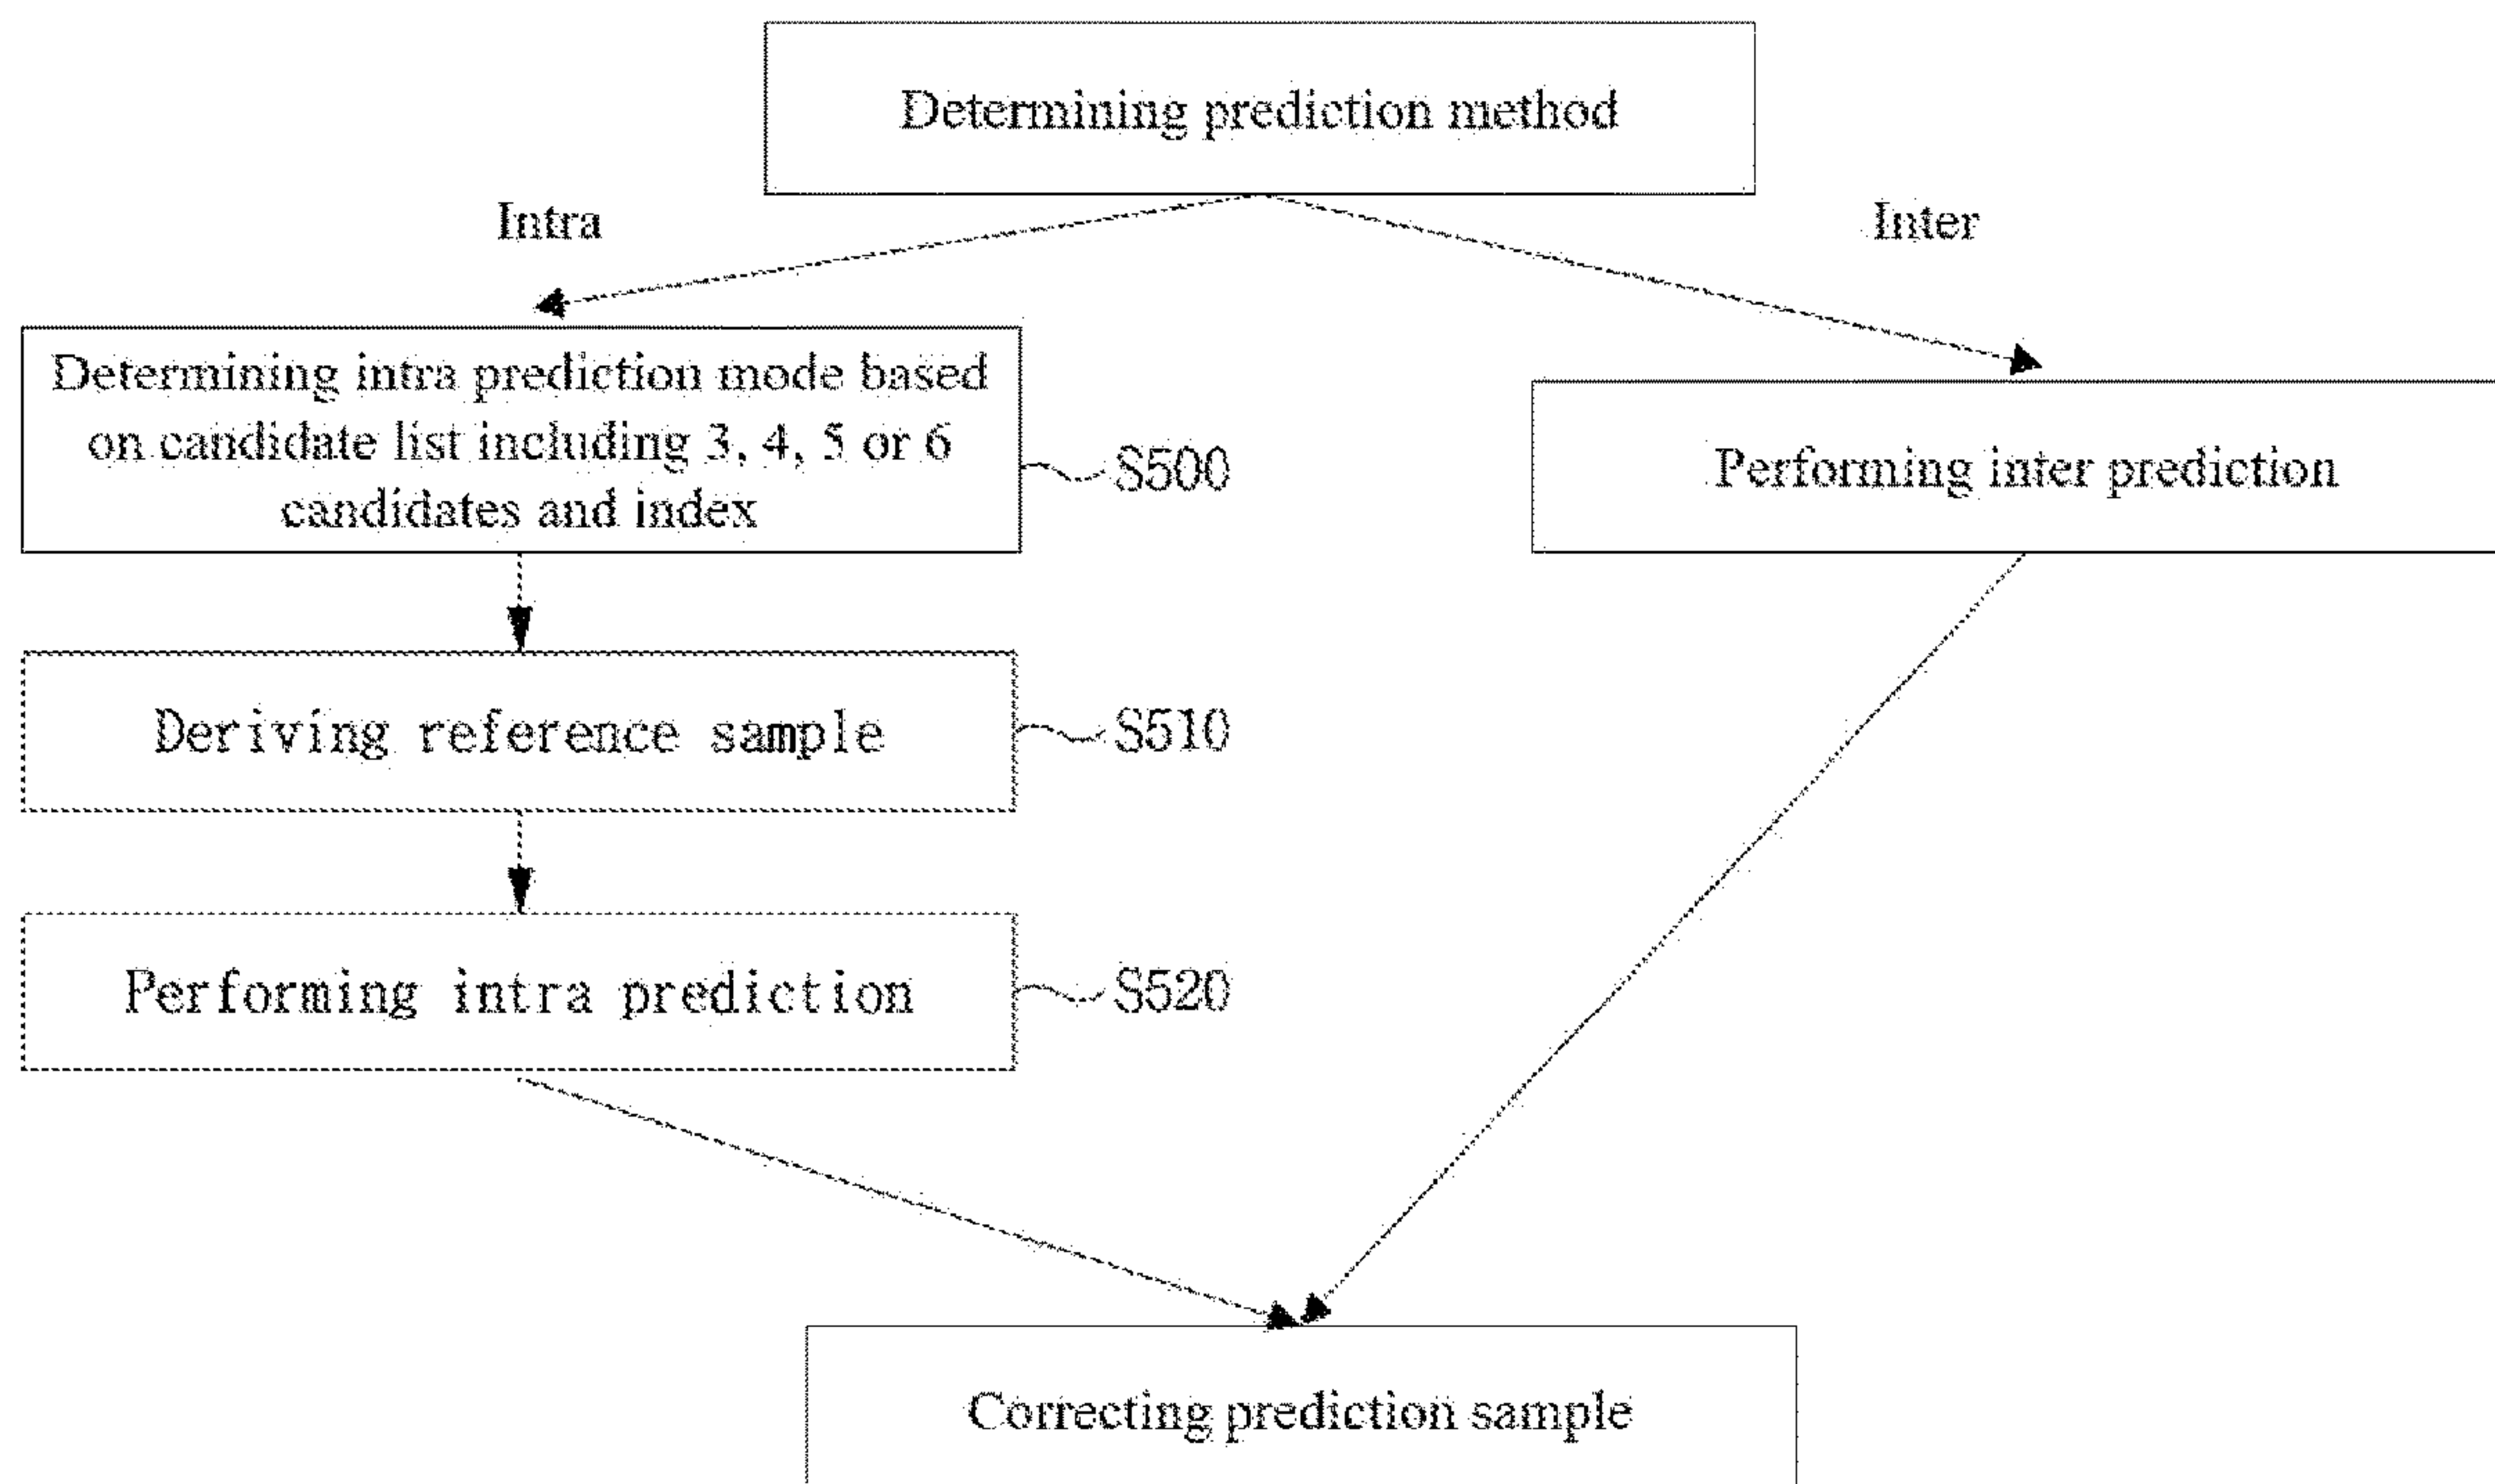 Determining prediction method
Intra
Inter
Determining intra prediction mode based
on candidate list including 3, 4, 5 or 6
candidates and index
S500
Performing inter prediction
Deriving reference sample
S510
Performing intra prediction
S520
Correcting prediction sample